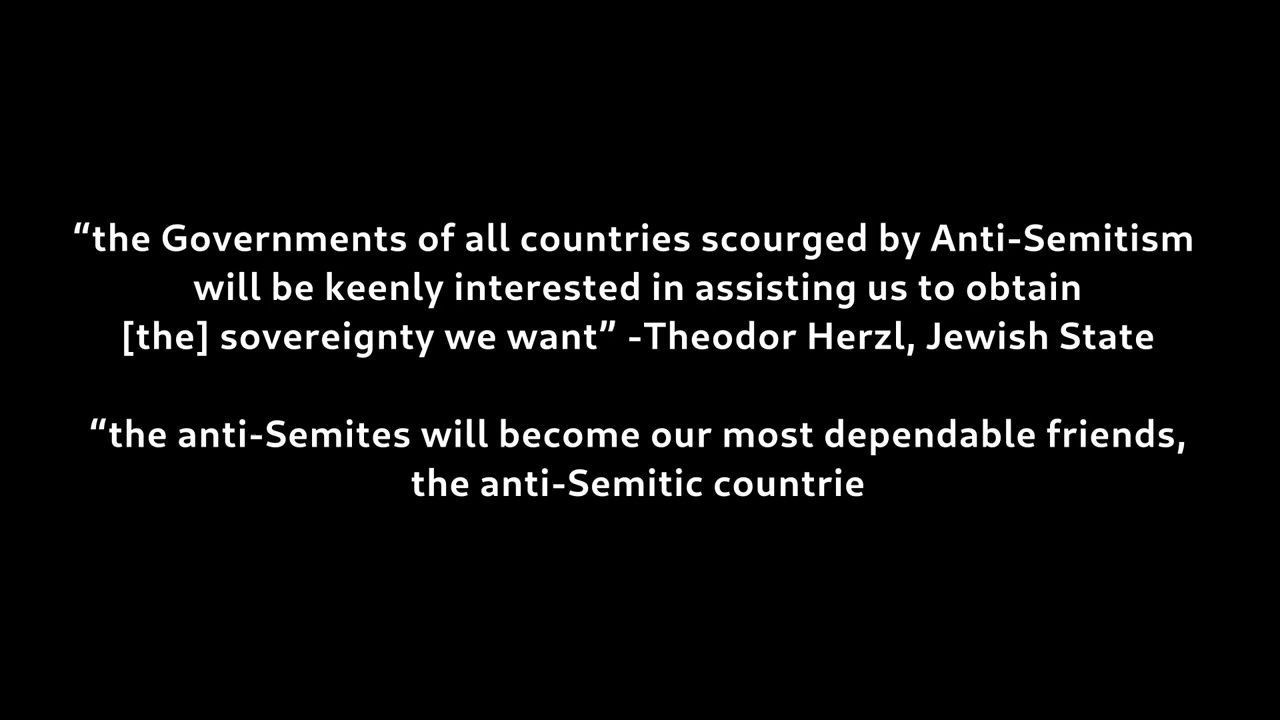 “the Governments of all countries scourged by Anti-Semitism
will be keenly interested in assisting us to obtain
[the] sovereignty we want” -Theodor Herzl, Jewish State
“the anti-Semites will become our most dependable friends,
the anti-Semitic countrie